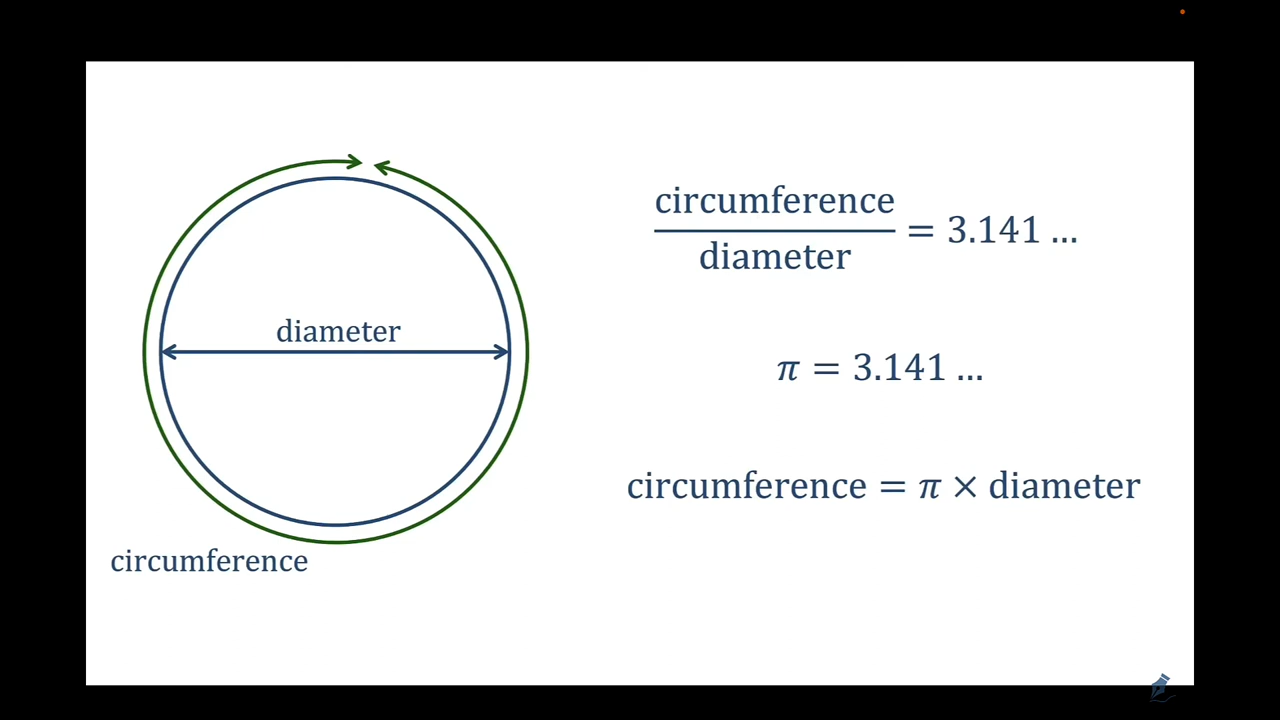 diameter
circumference
circumference
diameter
= 3.141 ...
π = 3.141 ...
circumference = π × diameter